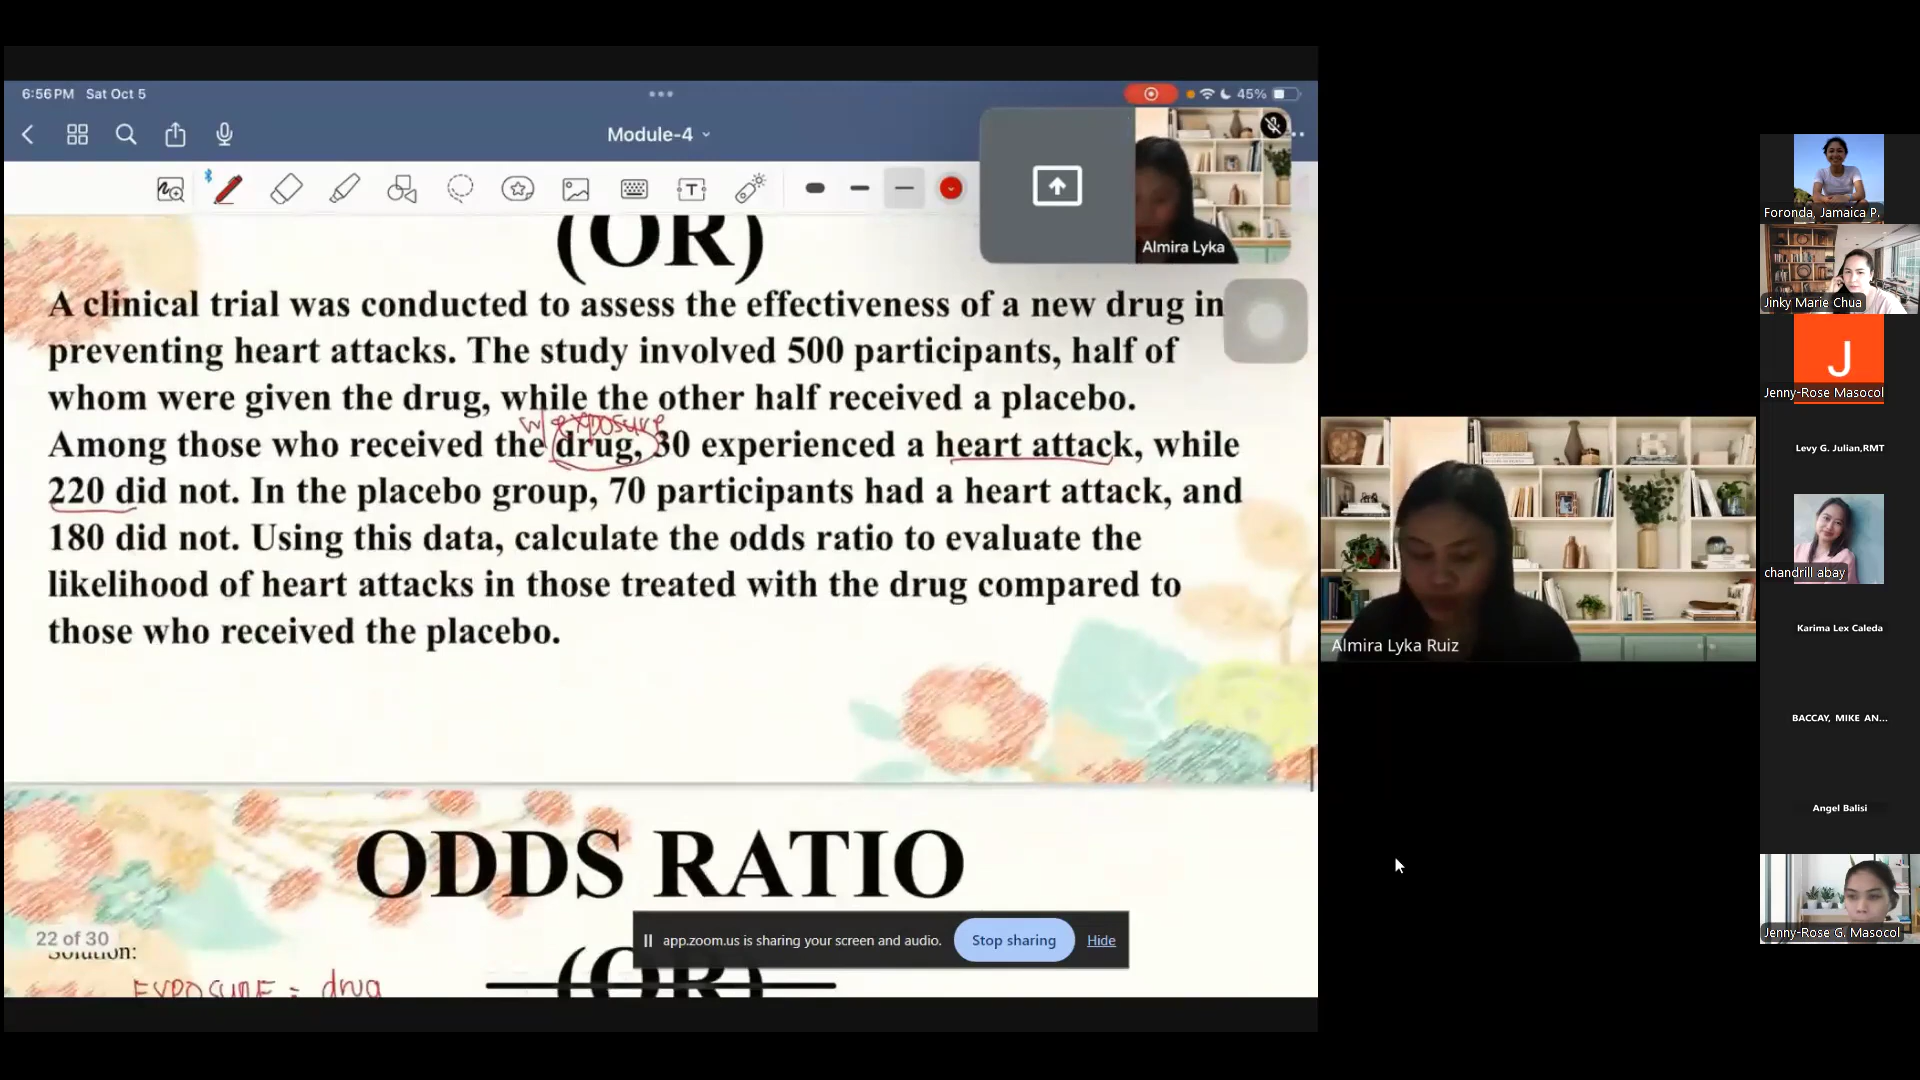 6:56 PM Sat Oct 5
45%
Module-4
(OR)
Almira Lyka
A clinical trial was conducted to assess the effectiveness of a new drug in
preventing heart attacks. The study involved 500 participants, half of
whom were given the drug, while the other half received a placebo.
w/ exposure
Among those who received the drug, 30 experienced a heart attack, while
220 did not. In the placebo group, 70 participants had a heart attack, and
180 did not. Using this data, calculate the odds ratio to evaluate the
likelihood of heart attacks in those treated with the drug compared to
those who received the placebo.
ODDS RATIO
(OR)
22 of 30
Solution:
EXPOSURE = drug
app.zoom.us is sharing your screen and audio.
Stop sharing
Hide
Almira Lyka Ruiz
Foronda, Jamaica P.
Jinky Marie Chua
J
Jenny-Rose Masocol
Levy G. Julian,RMT
chandrill abay
Karima Lex Caleda
BACCAY, MIKE AN...
Angel Balisi
Jenny-Rose G. Masocol